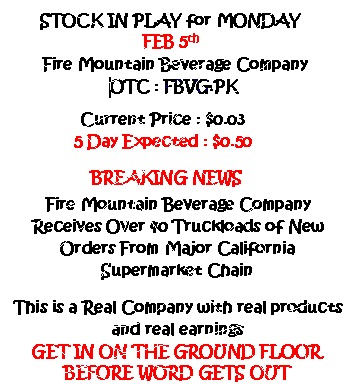 STOCK IN PLAY for MONDAY
FEB 5th
Fire Mountain Beverage Company
OTC : FBVG.PK
Current Price : $0.03
5 Day Expected : $0.50
BREAKING NEWS
Fire Mountain Beverage Company
Receives Over 80 Truckloads of New
Orders From Major California
Supermarket Chain
This is a Real Company with real products
and real earnings
GET IN ON THE GROUND FLOOR
BEFORE WORD GETS OUT